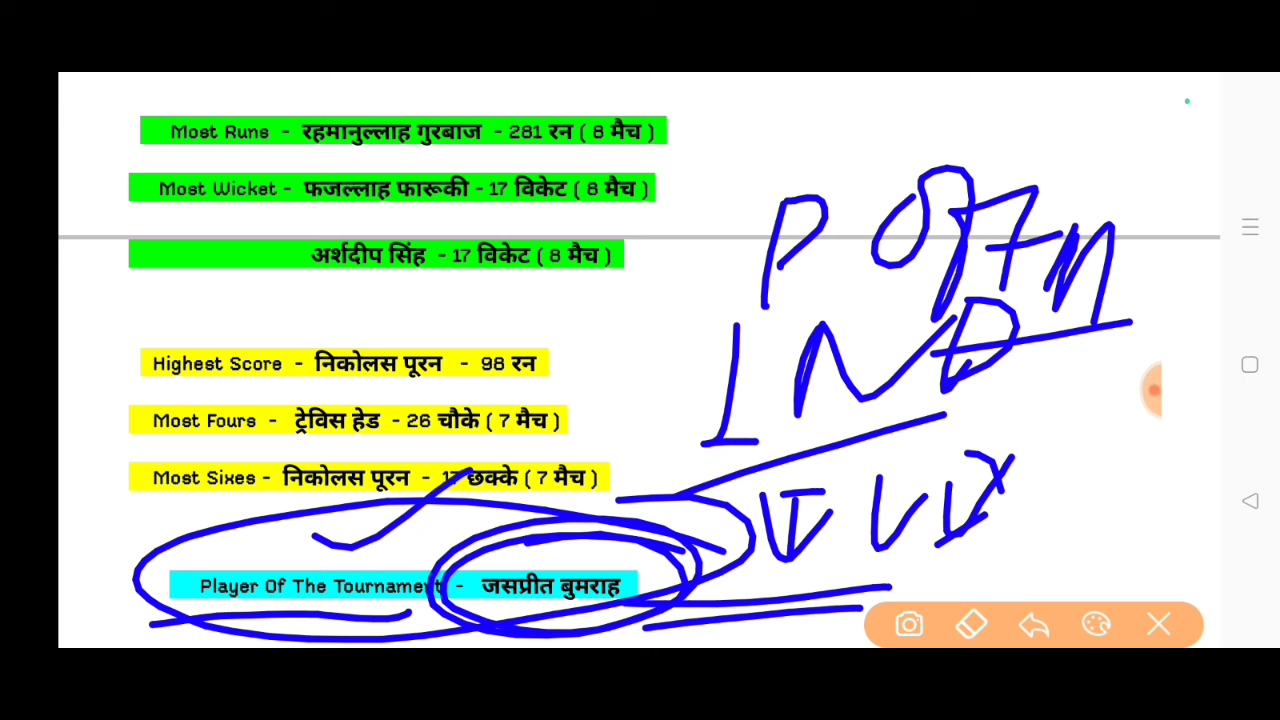 Most Runs - रहमानुल्लाह गुरबाज - 281 रन ( 8 मैच )
Most Wicket - फजल्लाह फारूकी - 17 विकेट ( 8 मैच )
अर्शदीप सिंह - 17 विकेट ( 8 मैच )
Highest Score - निकोलस पूरन - 98 रन
Most Fours - ट्रेविस हेड - 26 चौके ( 7 मैच )
Most Sixes - निकोलस पूरन - 17 छक्के ( 7 मैच )
Player Of The Tournament - जसप्रीत बुमराह
IND